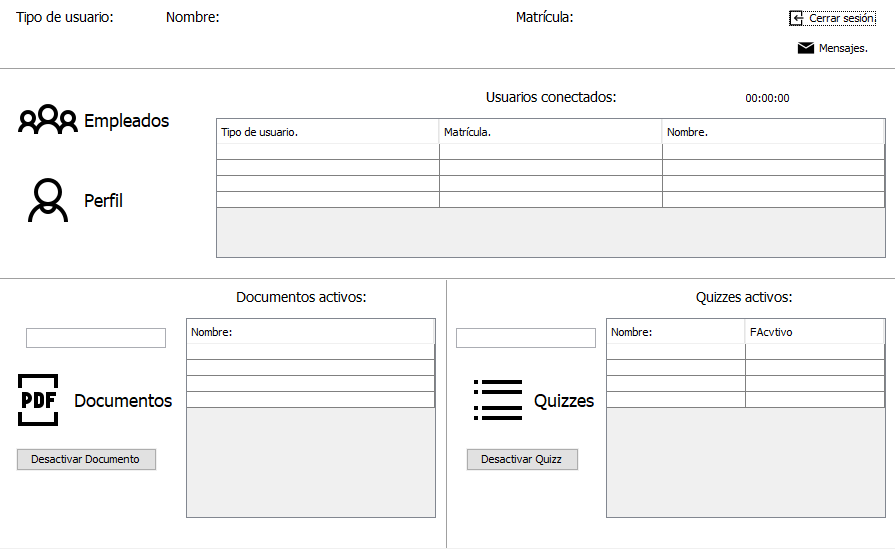 Tipo de usuario: Nombre: Matrícula: Cerrar sesión
Mensajes.
Usuarios conectados: 00:00:00
Empleados
Tipo de usuario. Matrícula. Nombre.
Perfil
Documentos activos:
Nombre:
PDF Documentos
Desactivar Documento
Quizzes activos:
Nombre: FAcvtivo
Quizzes
Desactivar Quizz